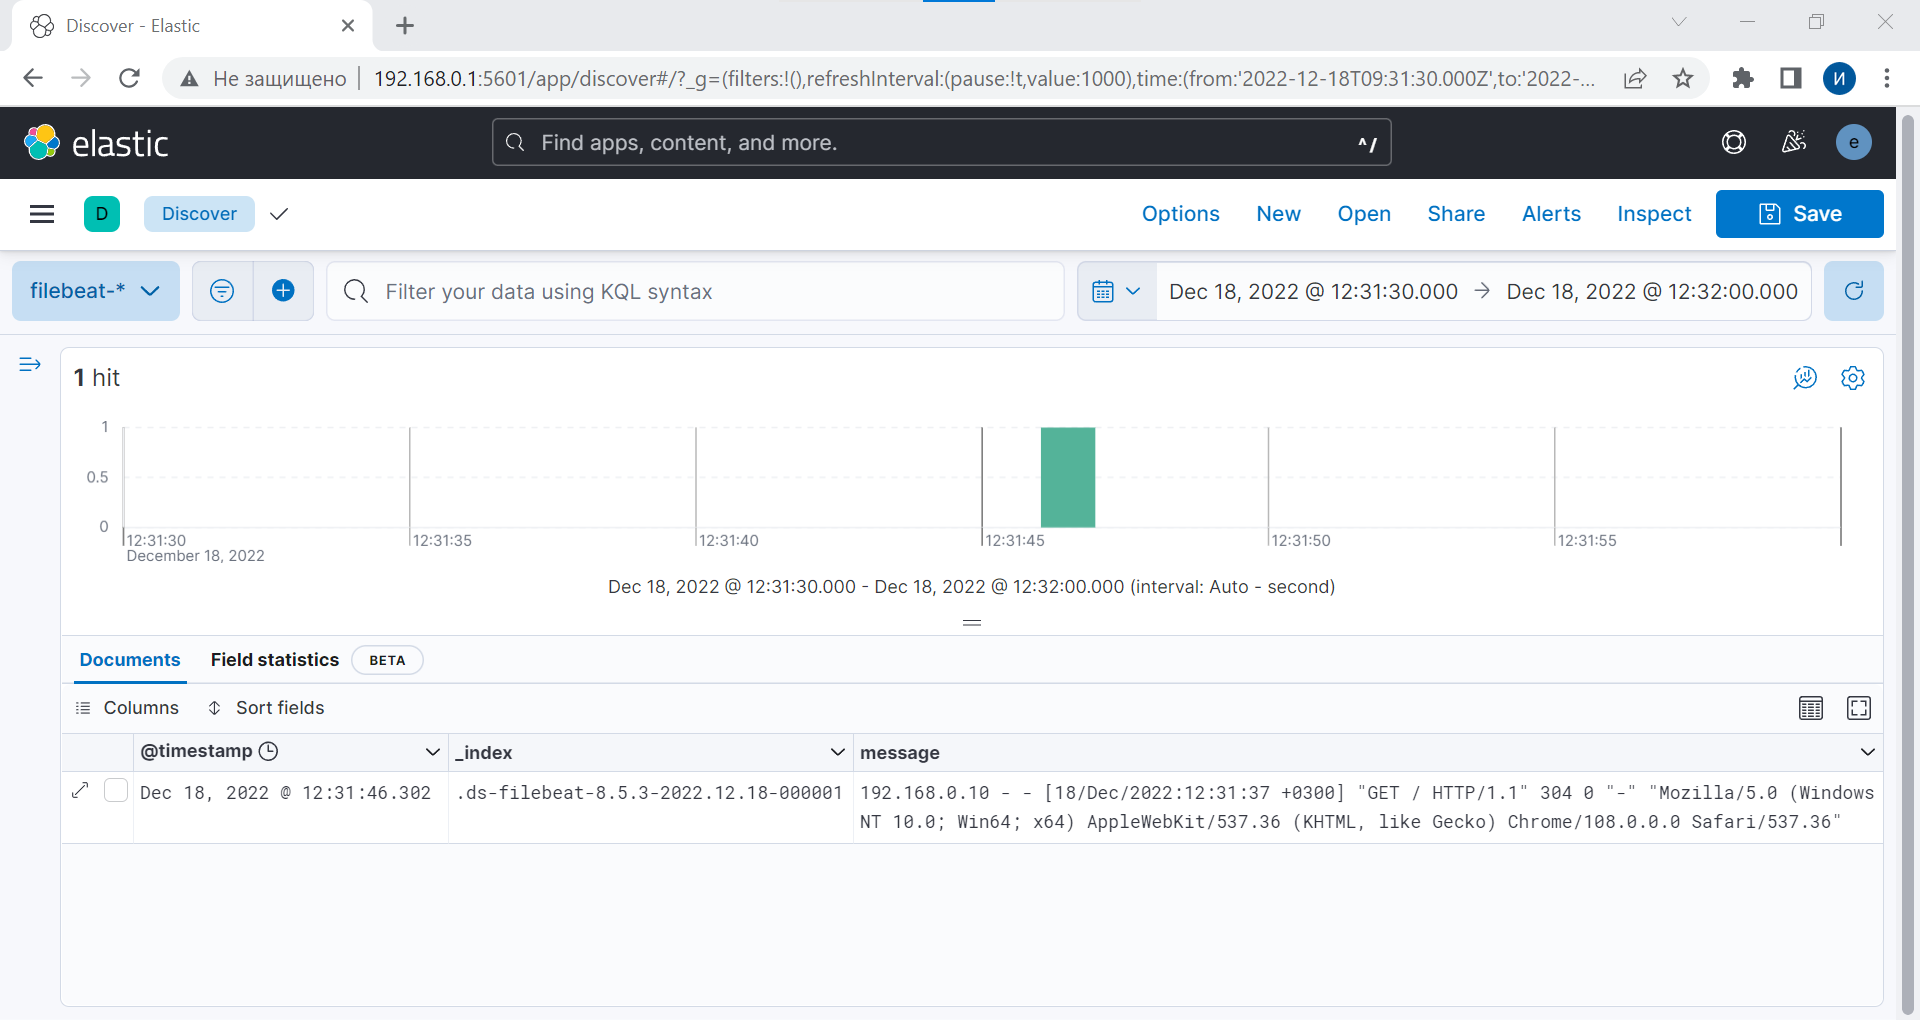 Discover - Elastic
Не защищено 192.168.0.1:5601/app/discover#/?_g=(filters:!(),refreshInterval:(pause:!t,value:1000),time:(from:'2022-12-18T09:31:30.000Z',to:'2022-...
И
elastic
Find apps, content, and more.
^/
e
D
Discover
Options
New
Open
Share
Alerts
Inspect
Save
filebeat-*
Filter your data using KQL syntax
Dec 18, 2022 @ 12:31:30.000 → Dec 18, 2022 @ 12:32:00.000
1 hit
1
0.5
0
12:31:30 12:31:35 12:31:40 12:31:45 12:31:50 12:31:55
December 18, 2022
Dec 18, 2022 @ 12:31:30.000 - Dec 18, 2022 @ 12:32:00.000 (interval: Auto - second)
Documents
Field statistics
BETA
Columns
Sort fields
@timestamp _index message
Dec 18, 2022 @ 12:31:46.302 .ds-filebeat-8.5.3-2022.12.18-000001 192.168.0.10 - - [18/Dec/2022:12:31:37 +0300] "GET / HTTP/1.1" 304 0 "-" "Mozilla/5.0 (Windows
NT 10.0; Win64; x64) AppleWebKit/537.36 (KHTML, like Gecko) Chrome/108.0.0.0 Safari/537.36"